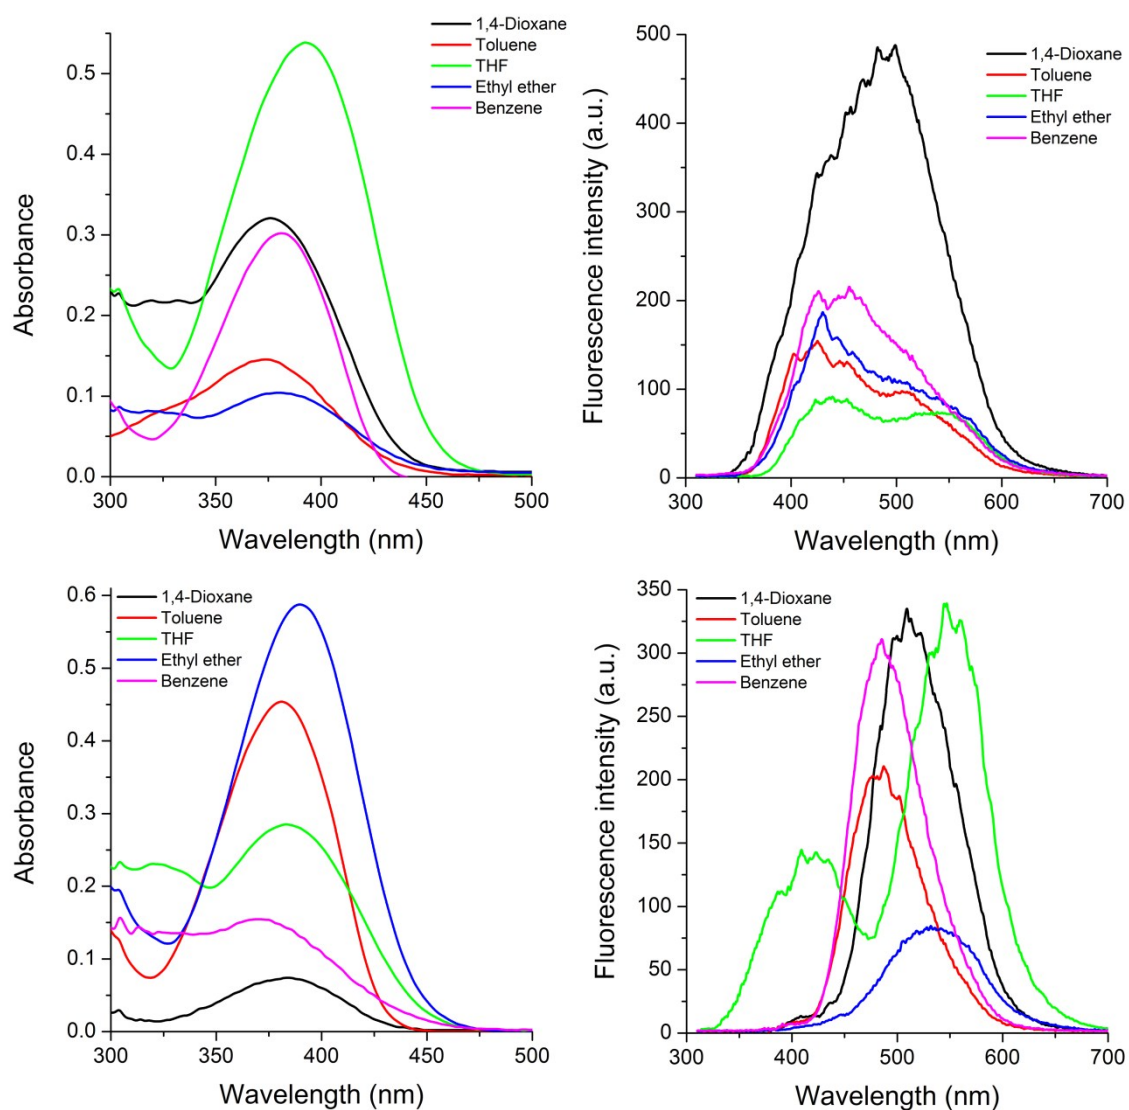 1,4-Dioxane
Toluene
THF
Ethyl ether
Benzene
0.5
0.4
0.3
0.2
0.1
0.0
300
350
400
450
500
Absorbance
Wavelength (nm)
1,4-Dioxane
Toluene
THF
Ethyl ether
Benzene
500
400
300
200
100
0
300
400
500
600
700
Fluorescence intensity (a.u.)
Wavelength (nm)
1,4-Dioxane
Toluene
THF
Ethyl ether
Benzene
0.6
0.5
0.4
0.3
0.2
0.1
0.0
300
350
400
450
500
Absorbance
Wavelength (nm)
1,4-Dioxane
Toluene
THF
Ethyl ether
Benzene
350
300
250
200
150
100
50
0
300
400
500
600
700
Fluorescence intensity (a.u.)
Wavelength (nm)